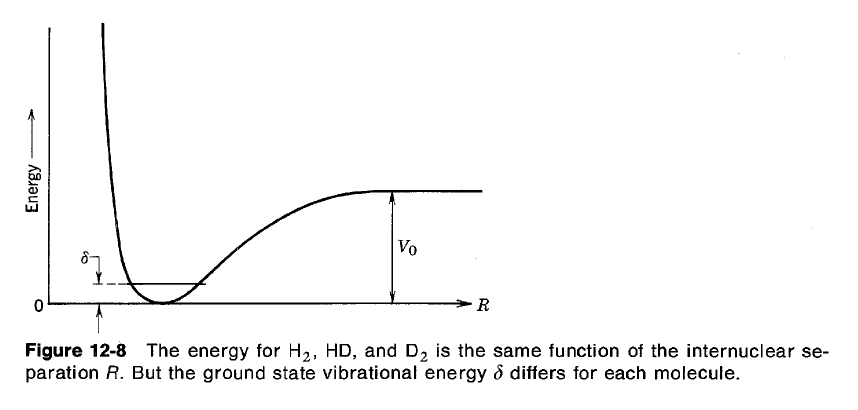 Energy
δ
V₀
0
R
Figure 12-8 The energy for H₂, HD, and D₂ is the same function of the internuclear se-
paration R. But the ground state vibrational energy δ differs for each molecule.